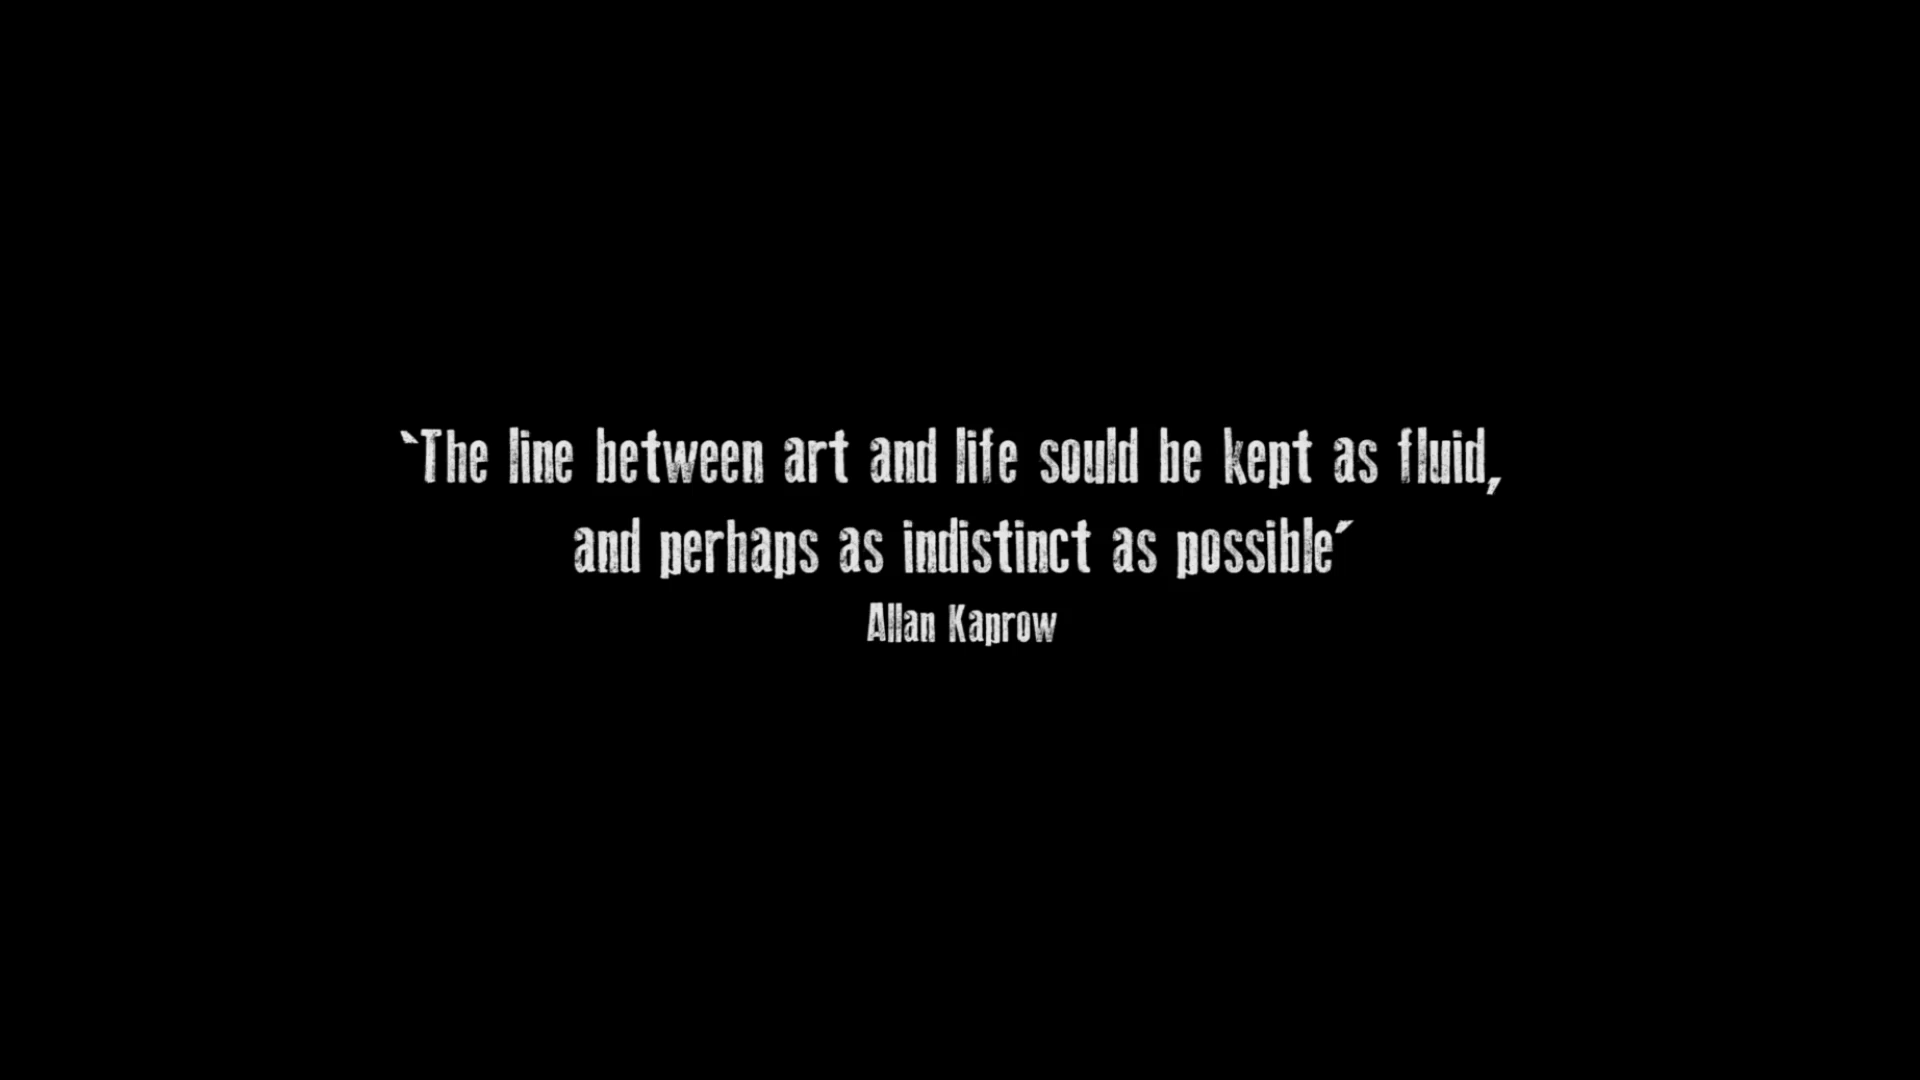 `The line between art and life sould be kept as fluid,
and perhaps as indistinct as possible´
Allan Kaprow